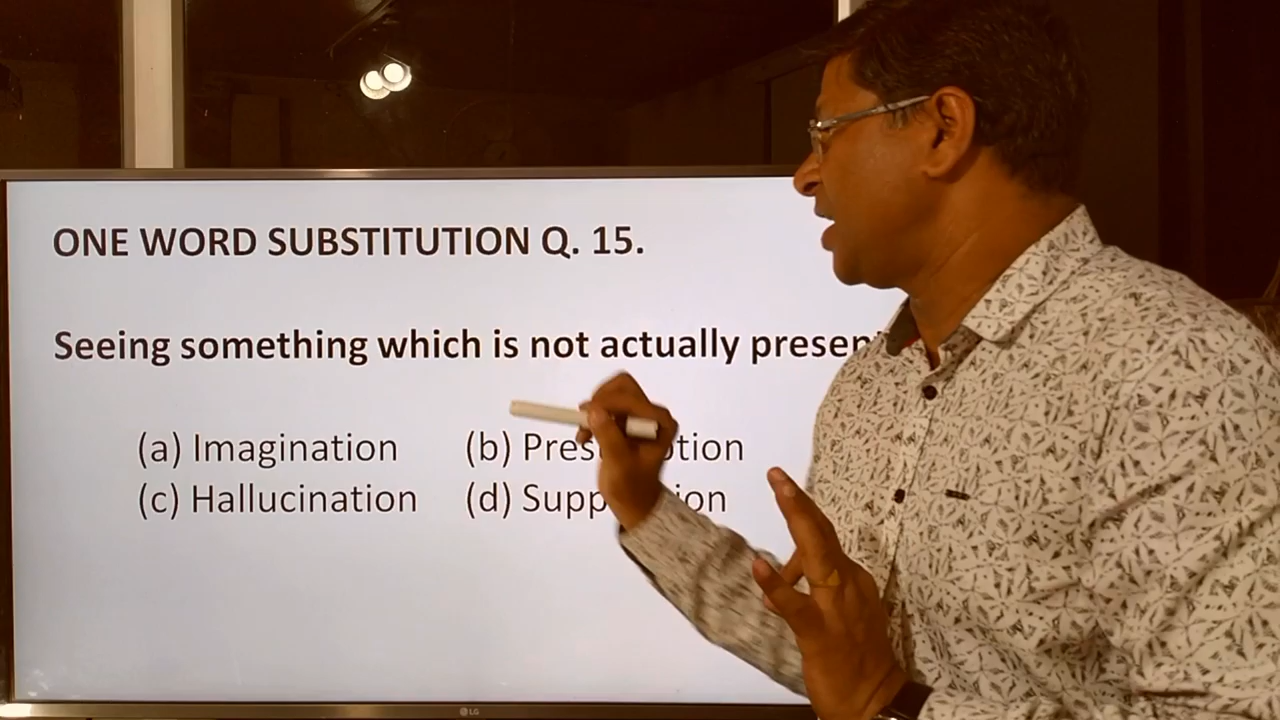 ONE WORD SUBSTITUTION Q. 15.
Seeing something which is not actually
(a) Imagination (b)
(c) Hallucination (d)
LG